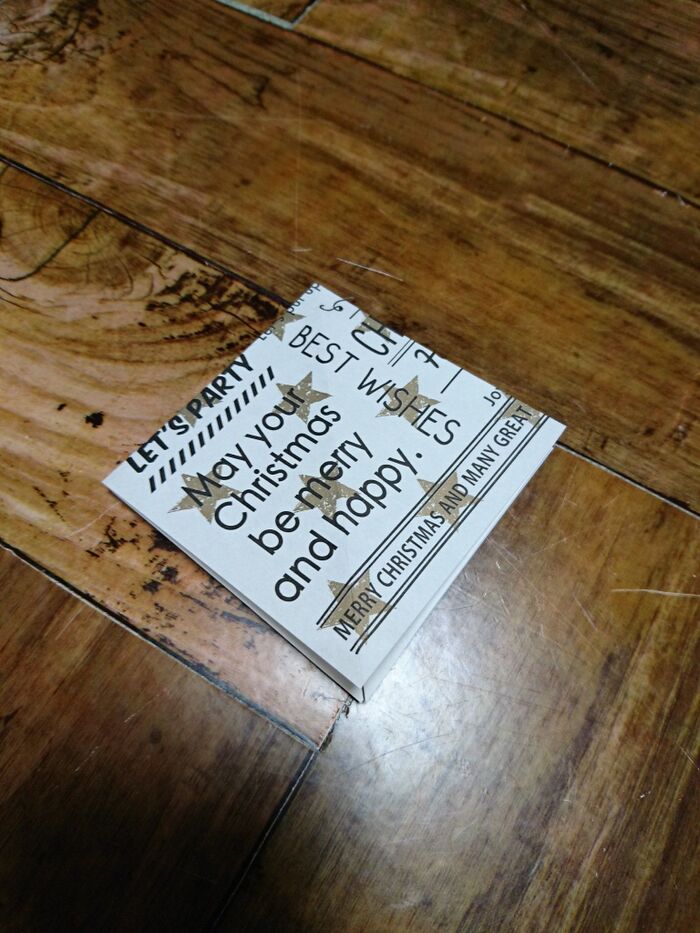 BEST WISHES
LET'S PARTY
May your
Christmas
be merry
and happy.
MERRY CHRISTMAS AND MANY GREAT